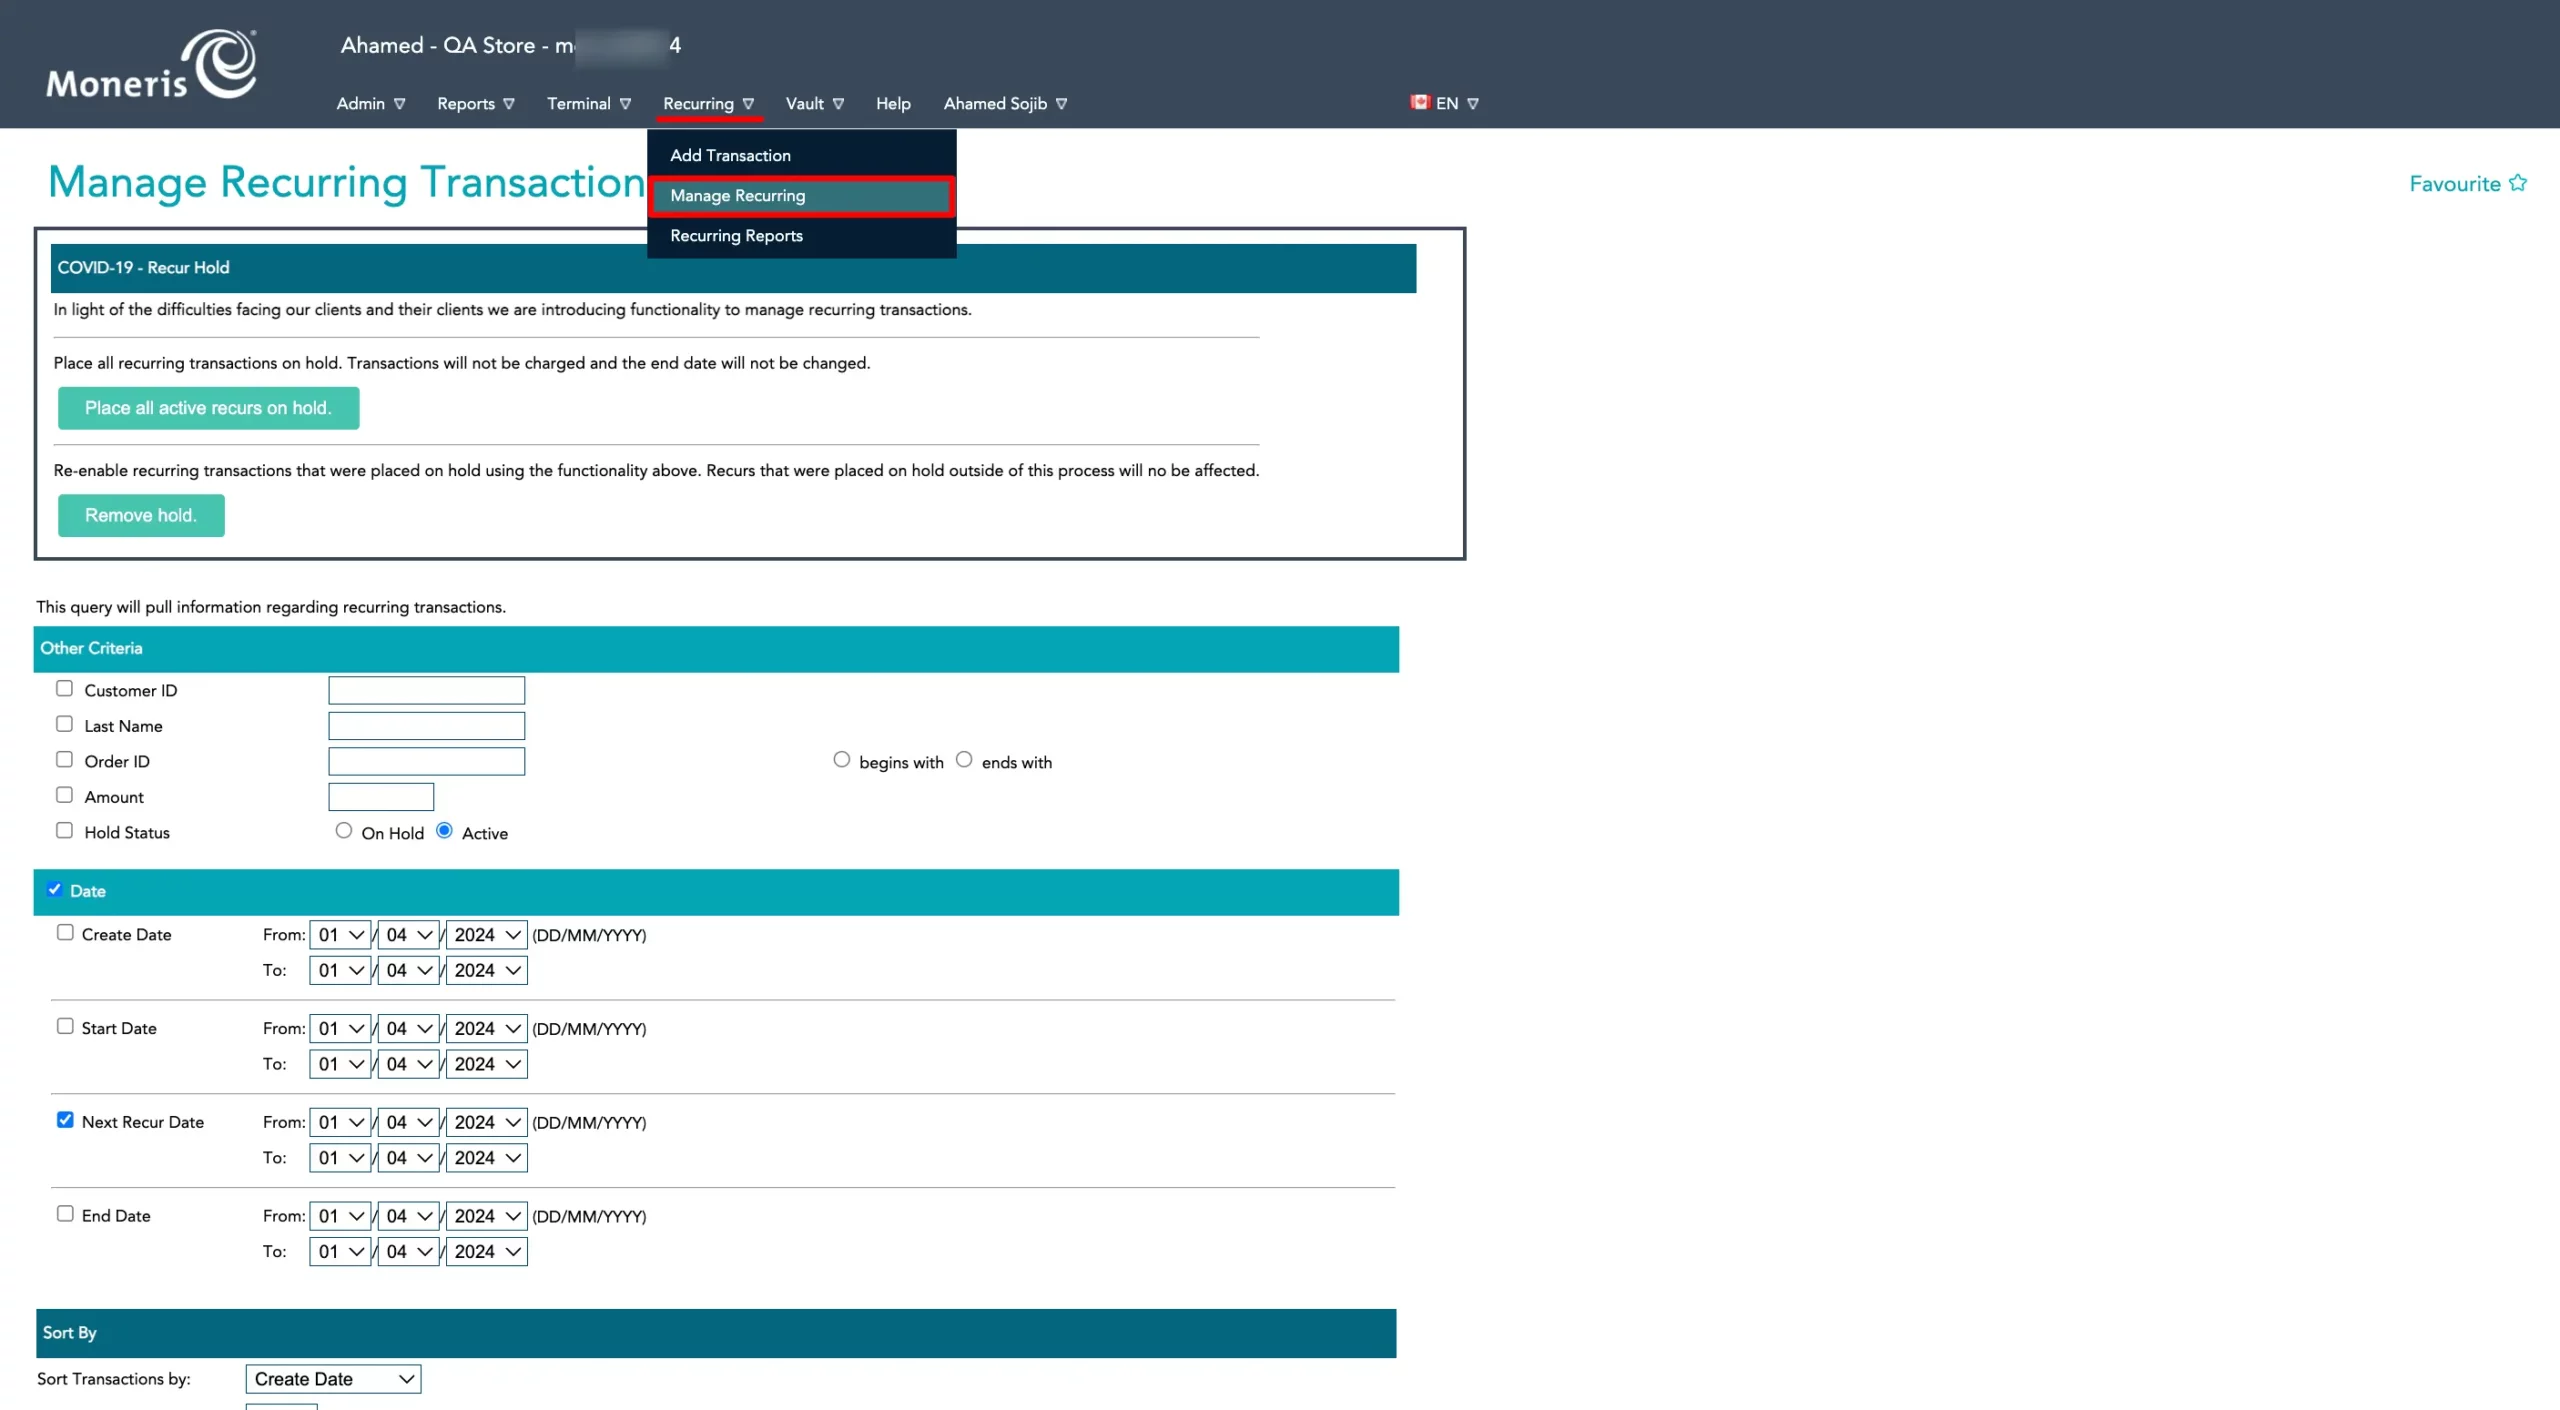 Moneris
Ahamed - QA Store - m 4
Admin Reports Terminal Recurring Vault Help Ahamed Sojib EN
Add Transaction
Manage Recurring
Recurring Reports
Manage Recurring Transaction
Favourite
COVID-19 - Recur Hold
In light of the difficulties facing our clients and their clients we are introducing functionality to manage recurring transactions.
Place all recurring transactions on hold. Transactions will not be charged and the end date will not be changed.
Place all active recurs on hold.
Re-enable recurring transactions that were placed on hold using the functionality above. Recurs that were placed on hold outside of this process will no be affected.
Remove hold.
This query will pull information regarding recurring transactions.
Other Criteria
Customer ID
Last Name
Order ID begins with ends with
Amount
Hold Status On Hold Active
Date
Create Date From: 01 / 04 / 2024 (DD/MM/YYYY)
To: 01 / 04 / 2024
Start Date From: 01 / 04 / 2024 (DD/MM/YYYY)
To: 01 / 04 / 2024
Next Recur Date From: 01 / 04 / 2024 (DD/MM/YYYY)
To: 01 / 04 / 2024
End Date From: 01 / 04 / 2024 (DD/MM/YYYY)
To: 01 / 04 / 2024
Sort By
Sort Transactions by: Create Date